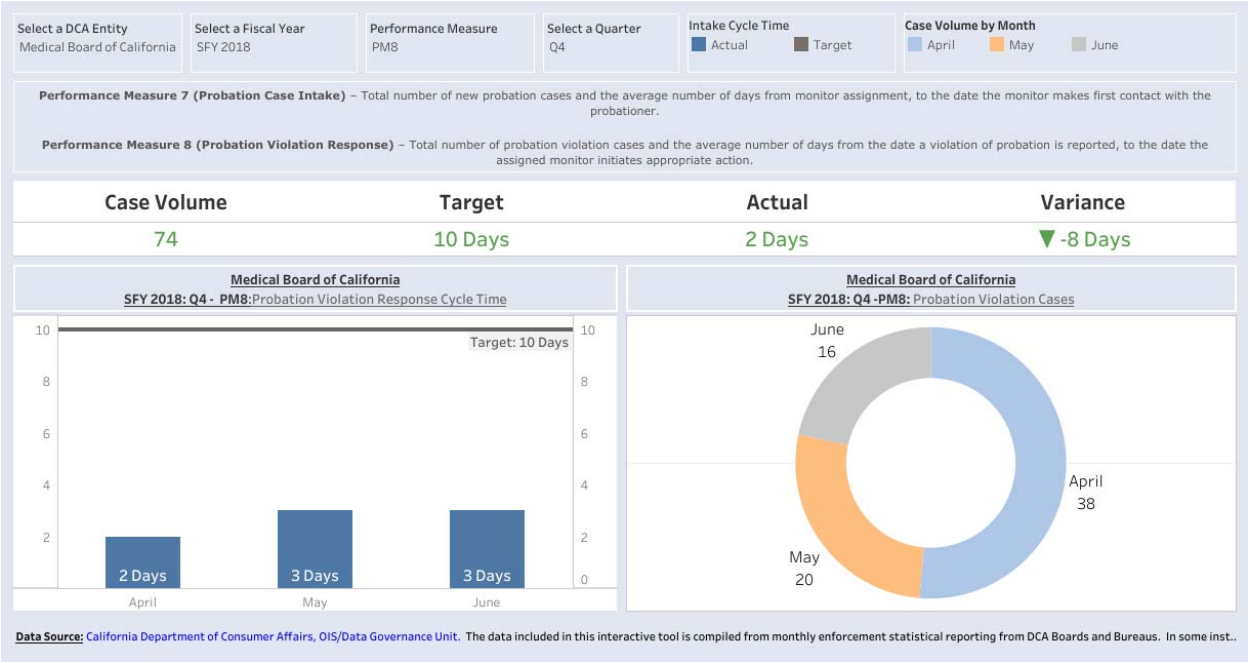 Select a DCA Entity
Medical Board of California
Select a Fiscal Year
SFY 2018
Performance Measure
PM8
Select a Quarter
Q4
Intake Cycle Time
Actual
Target
Case Volume by Month
April
May
June
Performance Measure 7 (Probation Case Intake) – Total number of new probation cases and the average number of days from monitor assignment, to the date the monitor makes first contact with the
probationer.
Performance Measure 8 (Probation Violation Response) – Total number of probation violation cases and the average number of days from the date a violation of probation is reported, to the date the
assigned monitor initiates appropriate action.
Case Volume
Target
Actual
Variance
74
10 Days
2 Days
▼ -8 Days
Medical Board of California
SFY 2018: Q4 - PM8:Probation Violation Response Cycle Time
10
8
6
4
2
Target: 10 Days
10
8
6
4
2
0
2 Days
3 Days
3 Days
April
May
June
Medical Board of California
SFY 2018: Q4 -PM8: Probation Violation Cases
June
16
April
38
May
20
Data Source: California Department of Consumer Affairs, OIS/Data Governance Unit. The data included in this interactive tool is compiled from monthly enforcement statistical reporting from DCA Boards and Bureaus. In some inst..